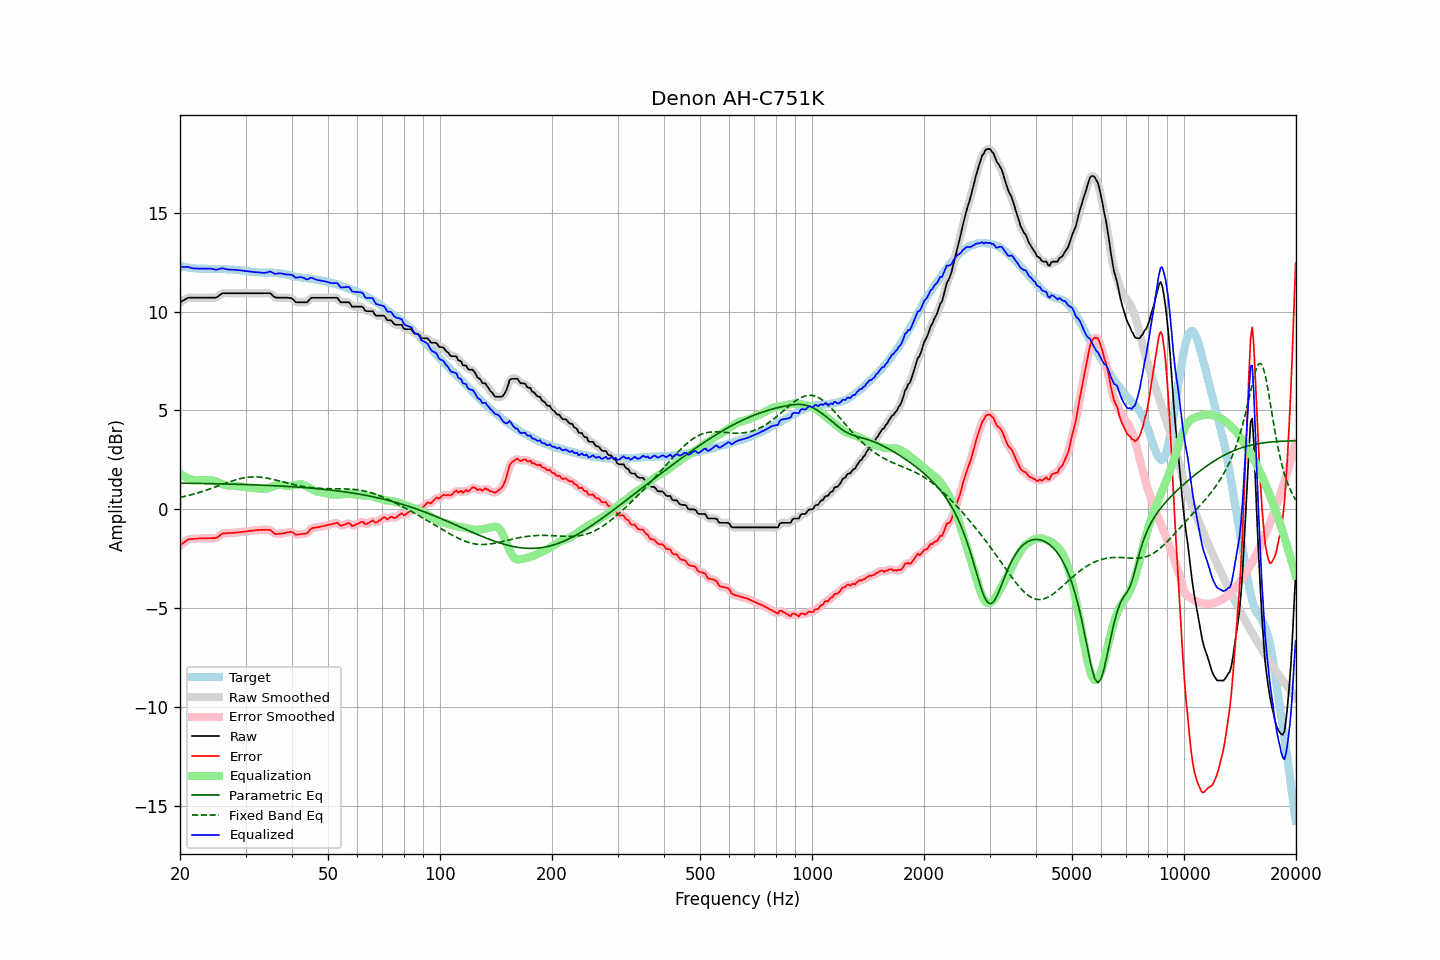 Denon AH-C751K
Amplitude (dBr)
15
10
5
0
−5
−10
−15
Target
Raw Smoothed
Error Smoothed
Raw
Error
Equalization
Parametric Eq
Fixed Band Eq
Equalized
20 50 100 200 500 1000 2000 5000 10000 20000
Frequency (Hz)